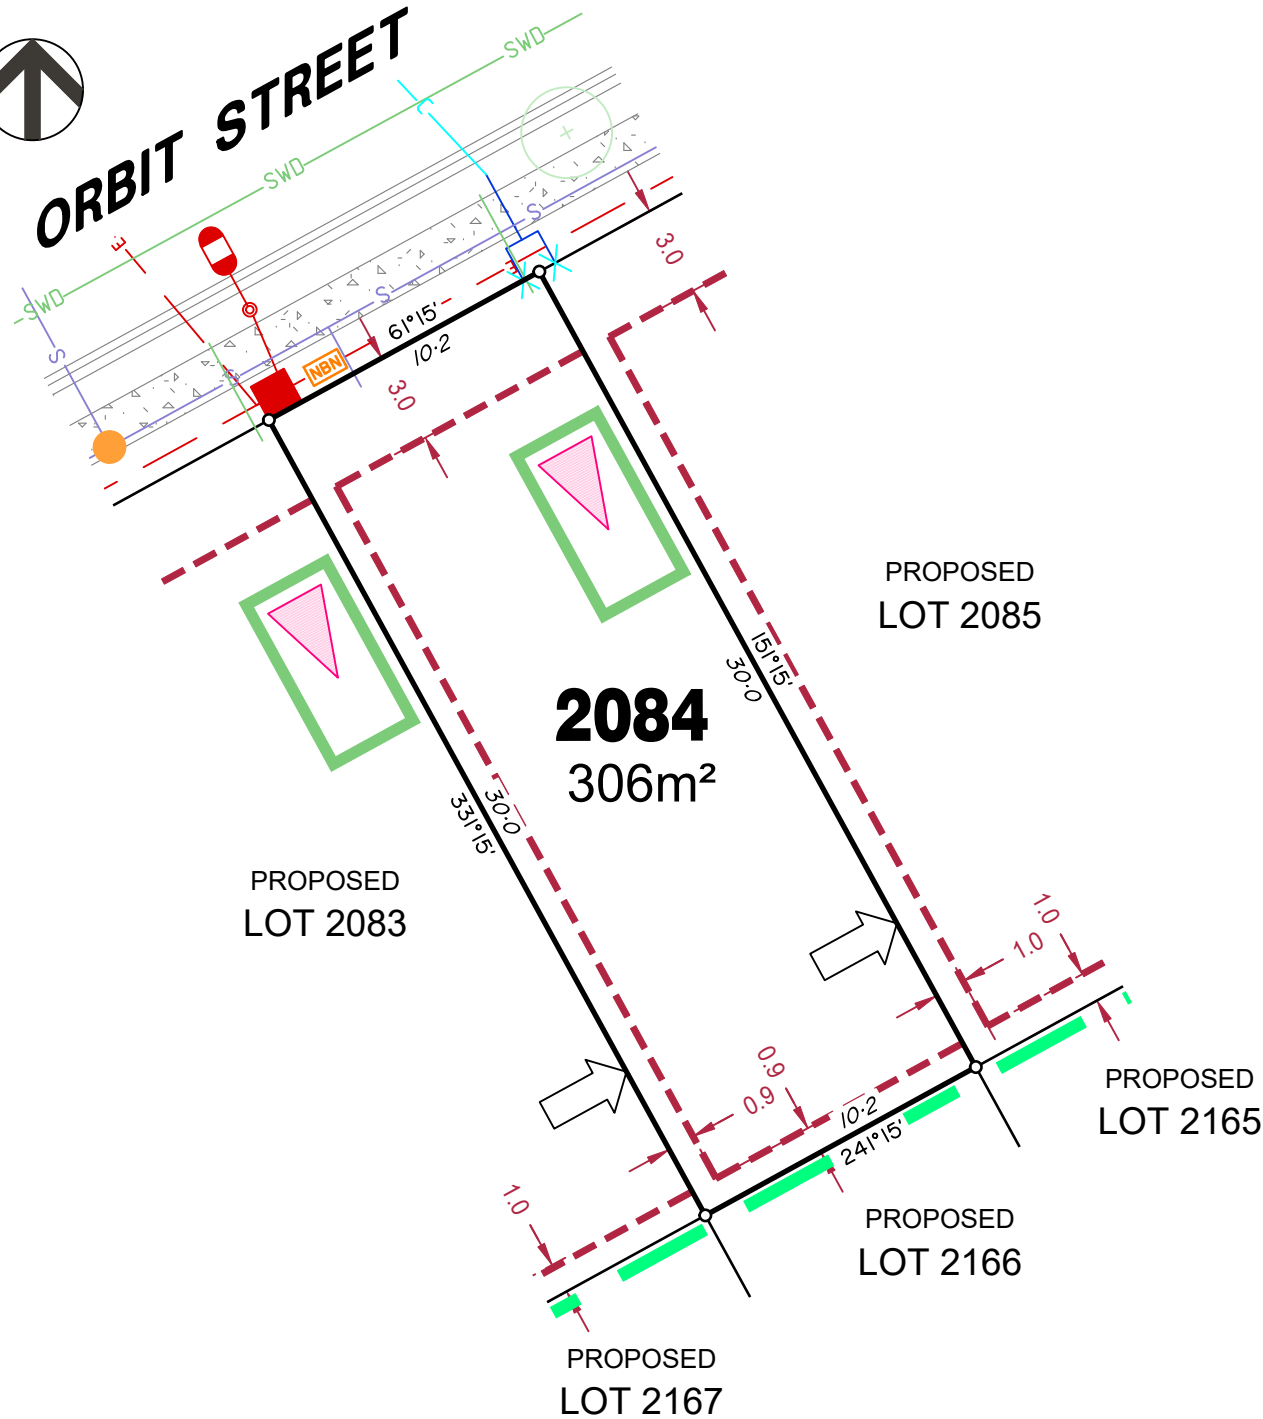 ORBIT STREET
SWD
SWD
SWD
E
S
S
S
S
NBN
61°15'
10·2
3.0
3.0
PROPOSED
LOT 2085
151°15'
30·0
2084
306m²
30·0
331°15'
PROPOSED
LOT 2083
1.0
1.0
0.9
0.9
10·2
241°15'
1.0
PROPOSED
LOT 2165
PROPOSED
LOT 2166
PROPOSED
LOT 2167